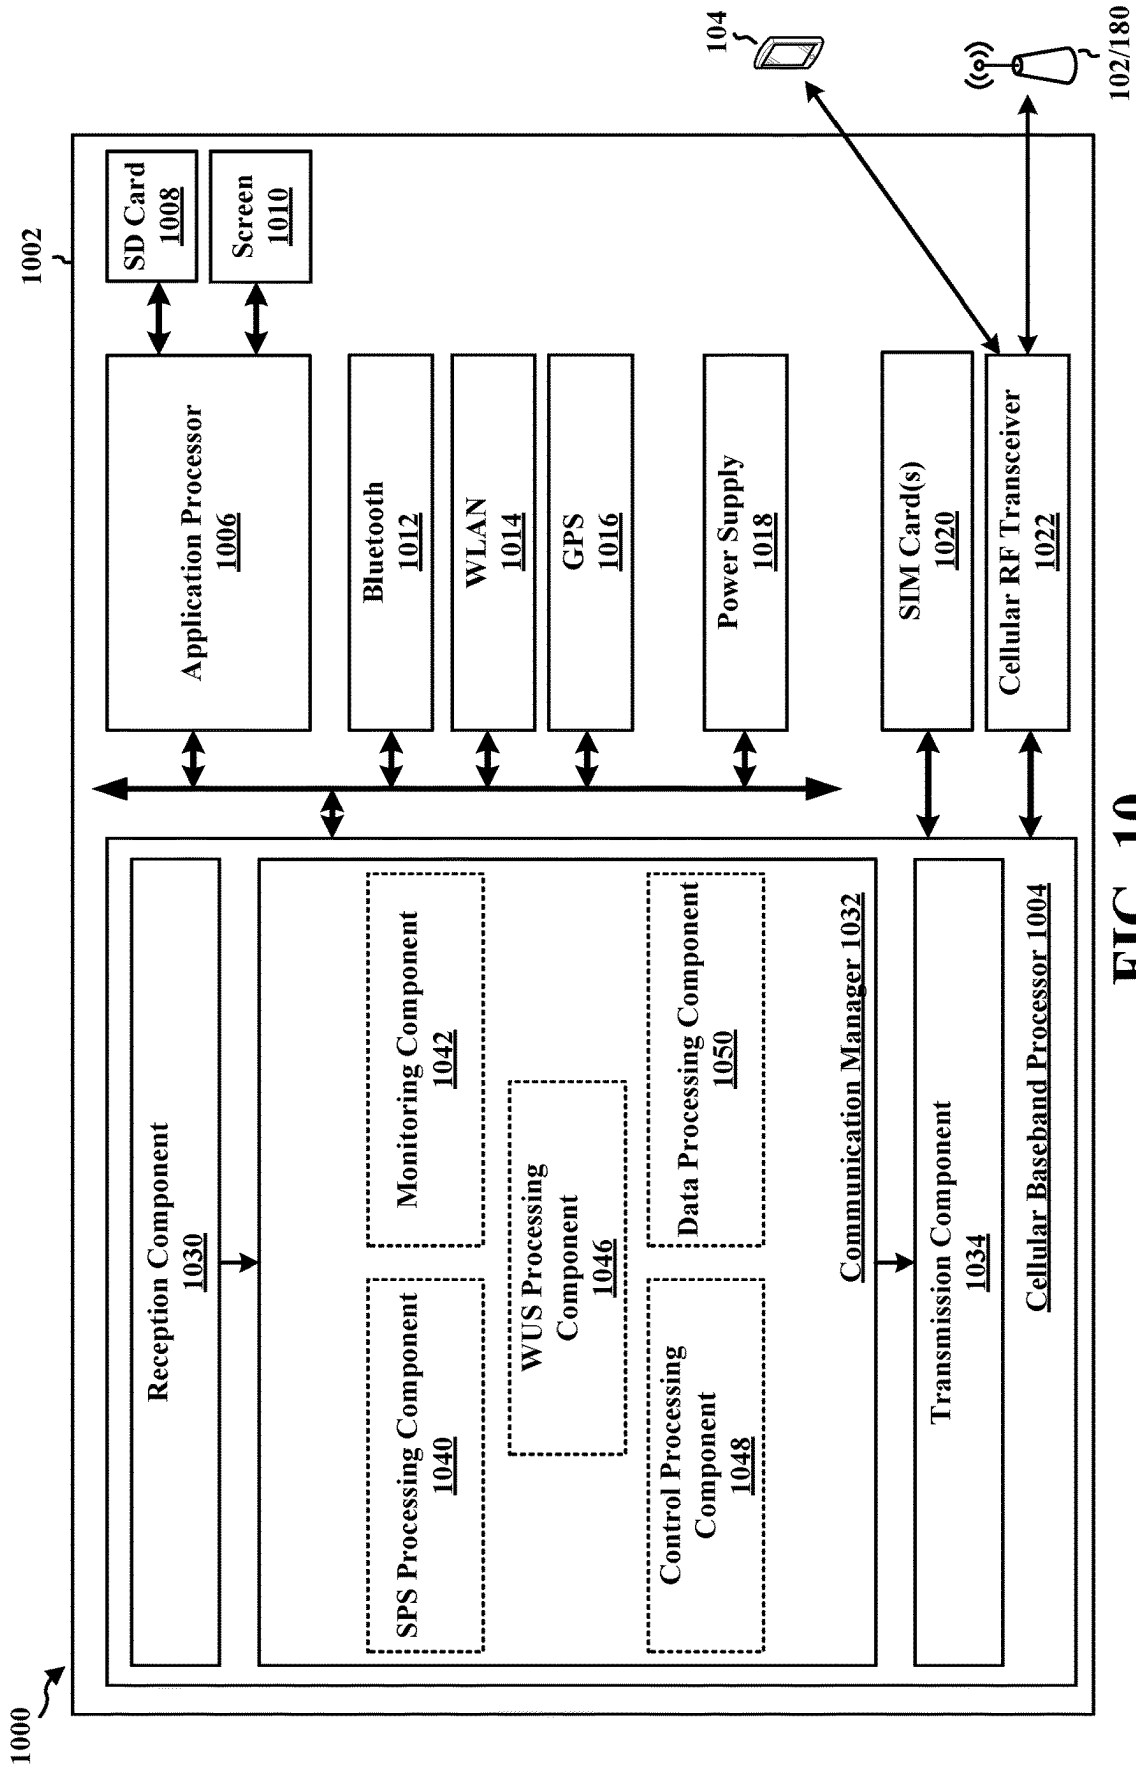 1000
1002
Reception Component
1030
SPS Processing Component
1040
Monitoring Component
1042
WUS Processing
Component
1046
Control Processing
Component
1048
Data Processing Component
1050
Communication Manager 1032
Transmission Component
1034
Cellular Baseband Processor 1004
Application Processor
1006
SD Card
1008
Screen
1010
Bluetooth
1012
WLAN
1014
GPS
1016
Power Supply
1018
SIM Card(s)
1020
Cellular RF Transceiver
1022
104
102/180
FIG. 10